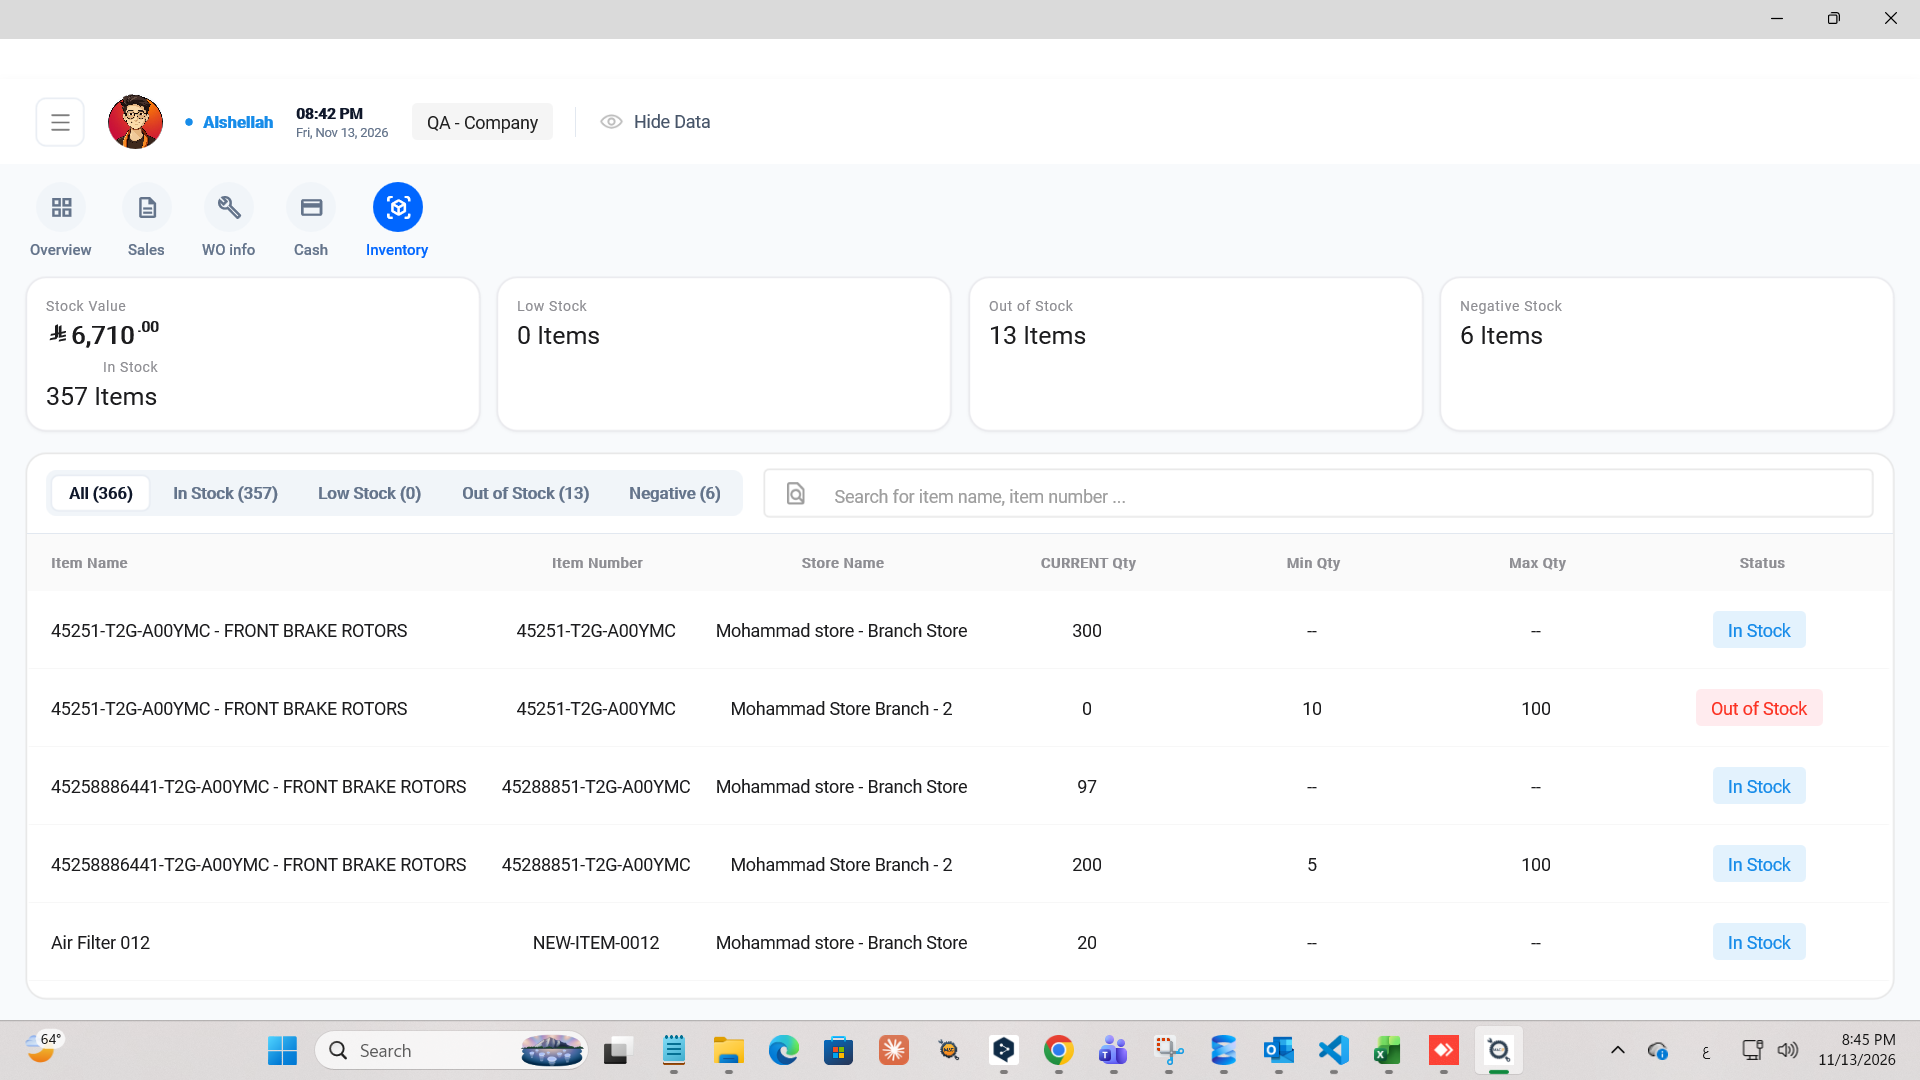 Alshellah
08:42 PM
Fri, Nov 13, 2026
QA - Company
Hide Data
Overview
Sales
WO info
Cash
Inventory
Stock Value
6,710.00
In Stock
357 Items
Low Stock
0 Items
Out of Stock
13 Items
Negative Stock
6 Items
All (366)
In Stock (357)
Low Stock (0)
Out of Stock (13)
Negative (6)
Search for item name, item number ...
Item Name Item Number Store Name CURRENT Qty Min Qty Max Qty Status
45251-T2G-A00YMC - FRONT BRAKE ROTORS 45251-T2G-A00YMC Mohammad store - Branch Store 300 -- -- In Stock
45251-T2G-A00YMC - FRONT BRAKE ROTORS 45251-T2G-A00YMC Mohammad Store Branch - 2 0 10 100 Out of Stock
45258886441-T2G-A00YMC - FRONT BRAKE ROTORS 45288851-T2G-A00YMC Mohammad store - Branch Store 97 -- -- In Stock
45258886441-T2G-A00YMC - FRONT BRAKE ROTORS 45288851-T2G-A00YMC Mohammad Store Branch - 2 200 5 100 In Stock
Air Filter 012 NEW-ITEM-0012 Mohammad store - Branch Store 20 -- -- In Stock
64°
Search
ع
8:45 PM
11/13/2026